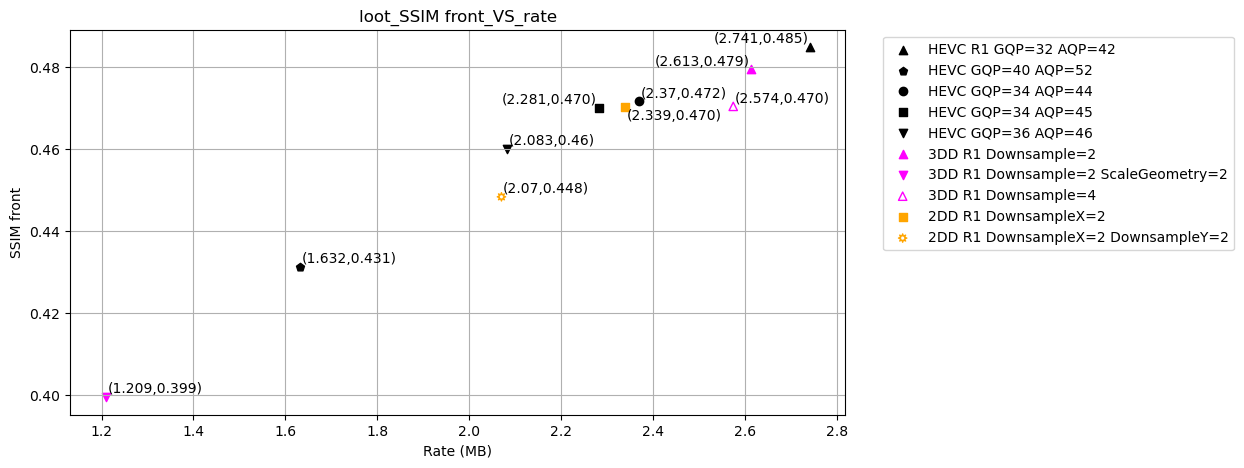 loot_SSIM front_VS_rate
SSIM front
0.48
0.46
0.44
0.42
0.40
(2.741,0.485)
(2.613,0.479)
(2.281,0.470)
(2.37,0.472)
(2.574,0.470)
(2.339,0.470)
(2.083,0.46)
(2.07,0.448)
(1.632,0.431)
(1.209,0.399)
1.2
1.4
1.6
1.8
2.0
2.2
2.4
2.6
2.8
Rate (MB)
HEVC R1 GQP=32 AQP=42
HEVC GQP=40 AQP=52
HEVC GQP=34 AQP=44
HEVC GQP=34 AQP=45
HEVC GQP=36 AQP=46
3DD R1 Downsample=2
3DD R1 Downsample=2 ScaleGeometry=2
3DD R1 Downsample=4
2DD R1 DownsampleX=2
2DD R1 DownsampleX=2 DownsampleY=2